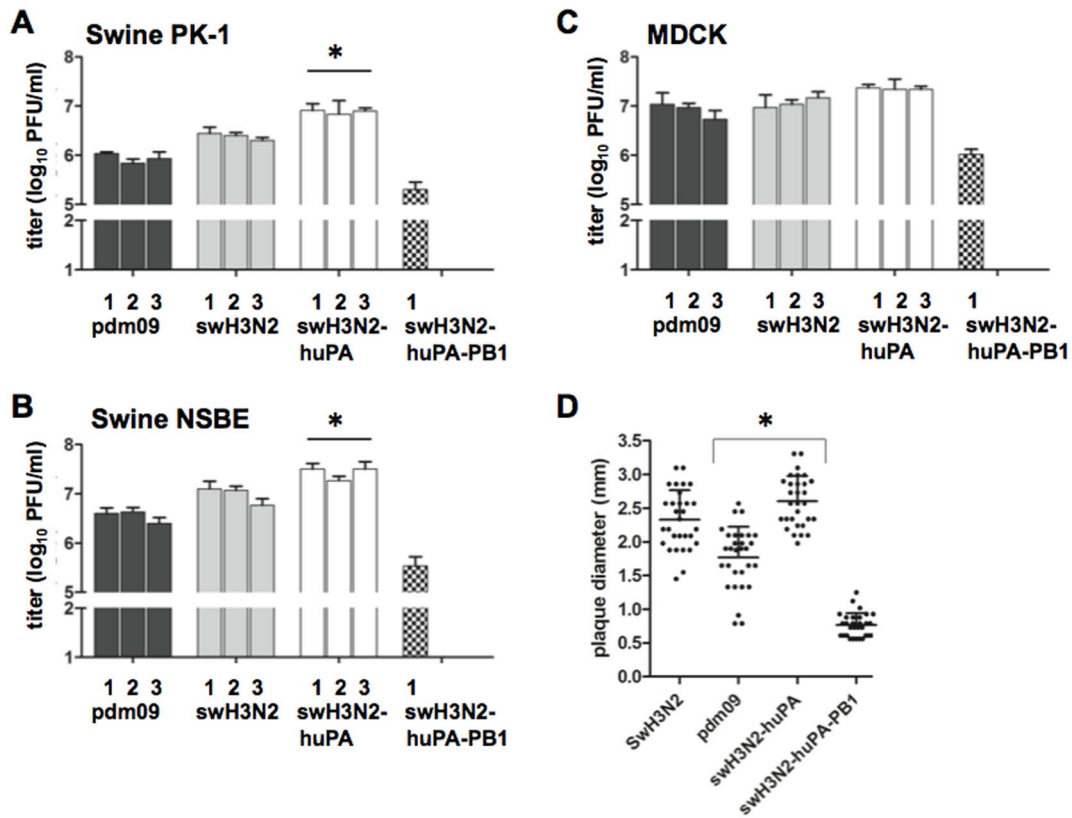 A
Swine PK-1
*
titer (log10 PFU/ml)
8
7
6
5
2
1
1 2 3 1 2 3 1 2 3 1
pdm09 swH3N2 swH3N2- swH3N2-
huPA huPA-PB1
B
Swine NSBE
*
titer (log10 PFU/ml)
8
7
6
5
2
1
1 2 3 1 2 3 1 2 3 1
pdm09 swH3N2 swH3N2- swH3N2-
huPA huPA-PB1
C
MDCK
titer (log10 PFU/ml)
8
7
6
5
2
1
1 2 3 1 2 3 1 2 3 1
pdm09 swH3N2 swH3N2- swH3N2-
huPA huPA-PB1
D
*
plaque diameter (mm)
3.5
3.0
2.5
2.0
1.5
1.0
0.5
0.0
SwH3N2
pdm09
swH3N2-huPA
swH3N2-huPA-PB1